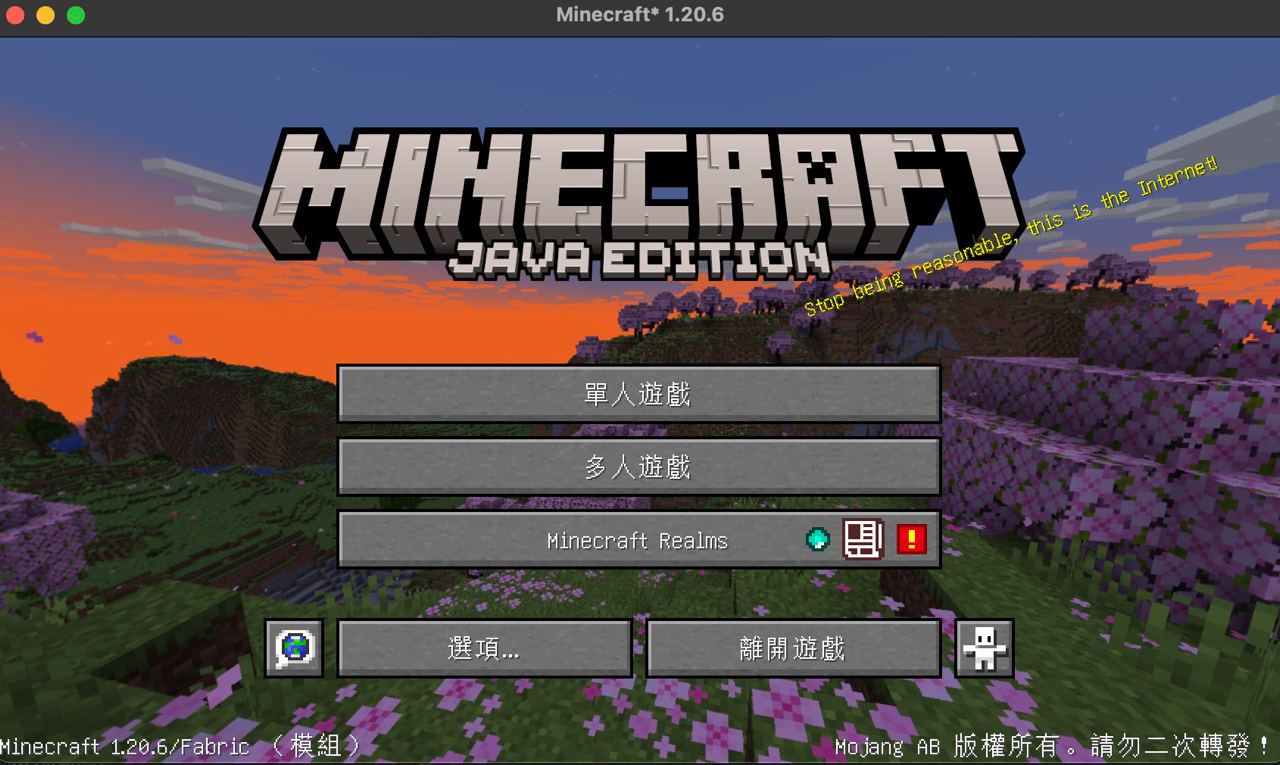 Minecraft* 1.20.6
MINECRAFT
JAVA EDITION
Stop being reasonable, this is the Internet!
單人遊戲
多人遊戲
Minecraft Realms
選項...
離開遊戲
Minecraft 1.20.6/Fabric （模組）
Mojang AB 版權所有。請勿二次轉發！